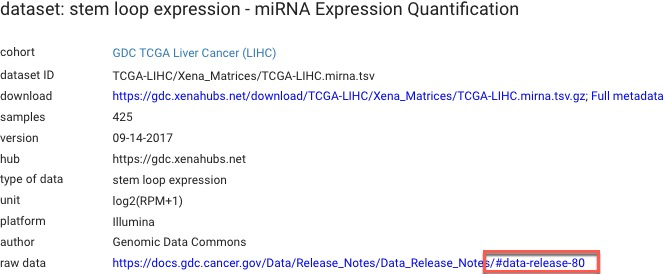 dataset: stem loop expression - miRNA Expression Quantification
cohort GDC TCGA Liver Cancer (LIHC)
dataset ID TCGA-LIHC/Xena_Matrices/TCGA-LIHC.mirna.tsv
download https://gdc.xenahubs.net/download/TCGA-LIHC/Xena_Matrices/TCGA-LIHC.mirna.tsv.gz; Full metadata
samples 425
version 09-14-2017
hub https://gdc.xenahubs.net
type of data stem loop expression
unit log2(RPM+1)
platform Illumina
author Genomic Data Commons
raw data https://docs.gdc.cancer.gov/Data/Release_Notes/Data_Release_Notes/#data-release-80